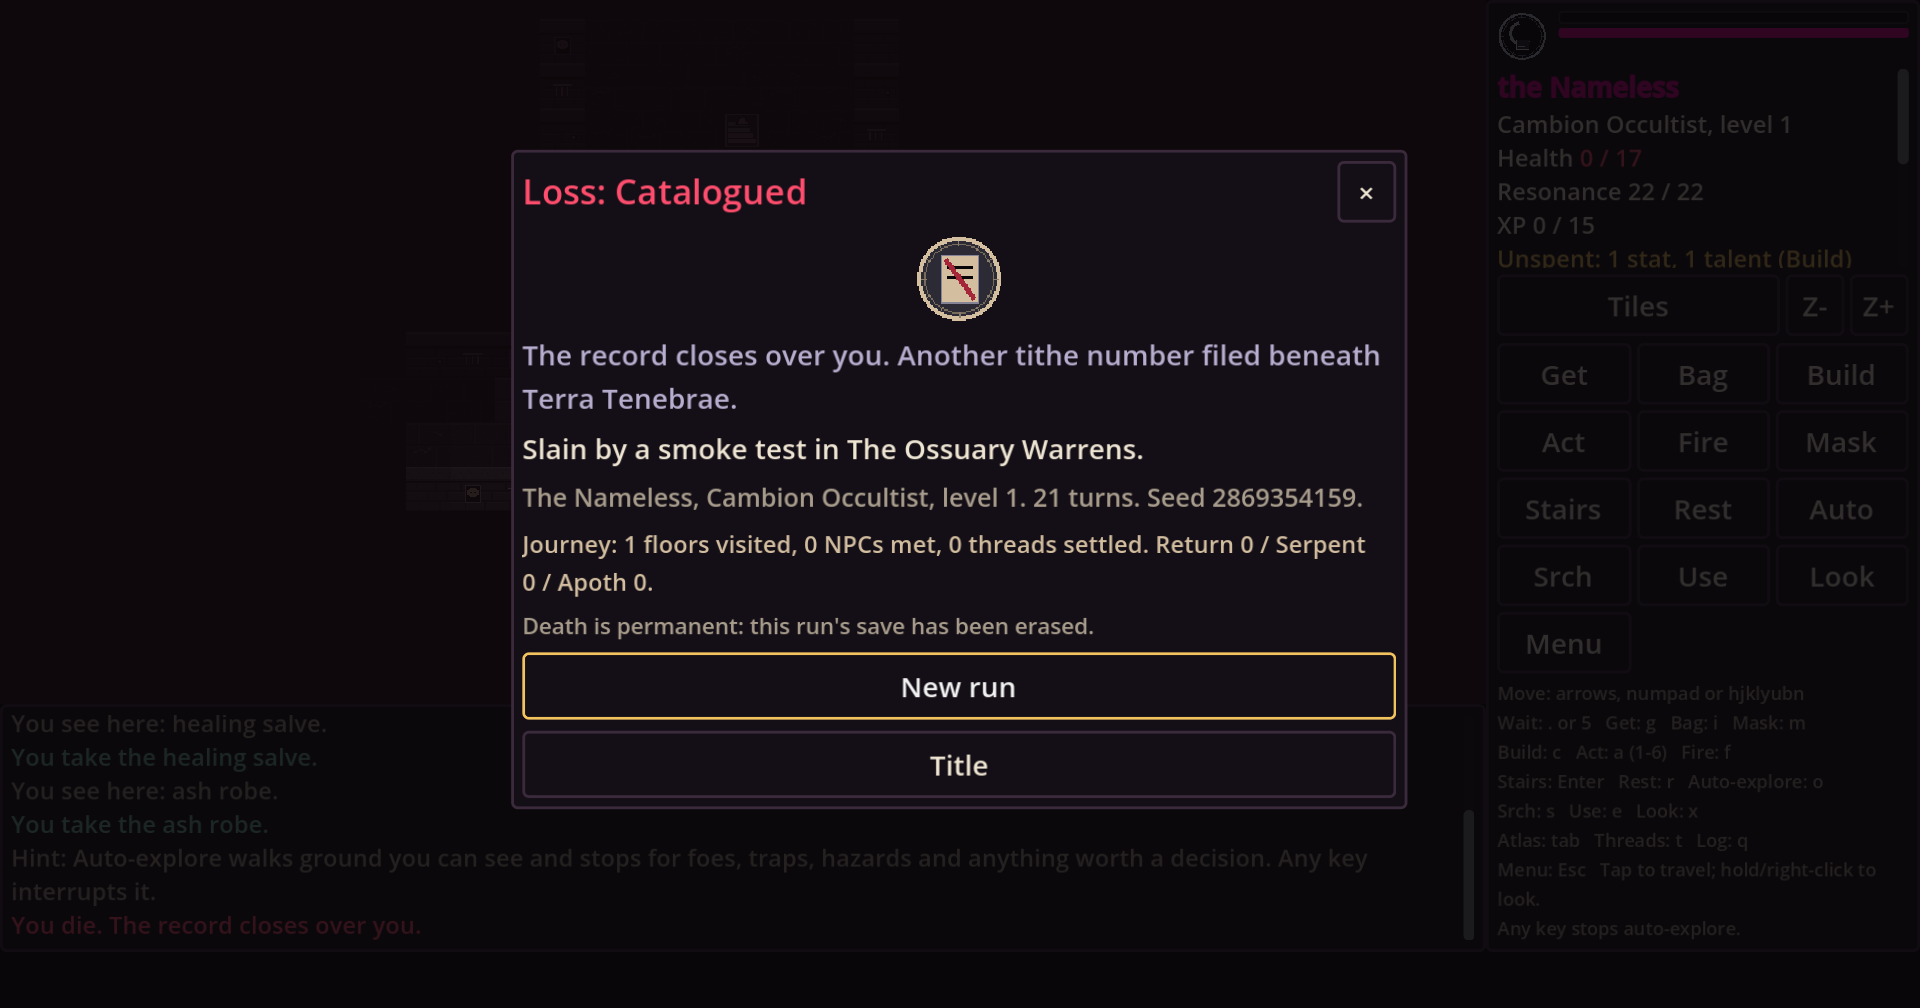 Loss: Catalogued
×
The record closes over you. Another tithe number filed beneath
Terra Tenebrae.
Slain by a smoke test in The Ossuary Warrens.
The Nameless, Cambion Occultist, level 1. 21 turns. Seed 2869354159.
Journey: 1 floors visited, 0 NPCs met, 0 threads settled. Return 0 / Serpent
0 / Apoth 0.
Death is permanent: this run's save has been erased.
New run
Title
the Nameless
Cambion Occultist, level 1
Health 0 / 17
Resonance 22 / 22
XP 0 / 15
Unspent: 1 stat, 1 talent (Build)
Tiles Z- Z+
Get Bag Build
Act Fire Mask
Stairs Rest Auto
Srch Use Look
Menu
Move: arrows, numpad or hjklyubn
Wait: . or 5 Get: g Bag: i Mask: m
Build: c Act: a (1-6) Fire: f
Stairs: Enter Rest: r Auto-explore: o
Srch: s Use: e Look: x
Atlas: tab Threads: t Log: q
Menu: Esc Tap to travel; hold/right-click to
look.
Any key stops auto-explore.
You see here: healing salve.
You take the healing salve.
You see here: ash robe.
You take the ash robe.
Hint: Auto-explore walks ground you can see and stops for foes, traps, hazards and anything worth a decision. Any key
interrupts it.
You die. The record closes over you.